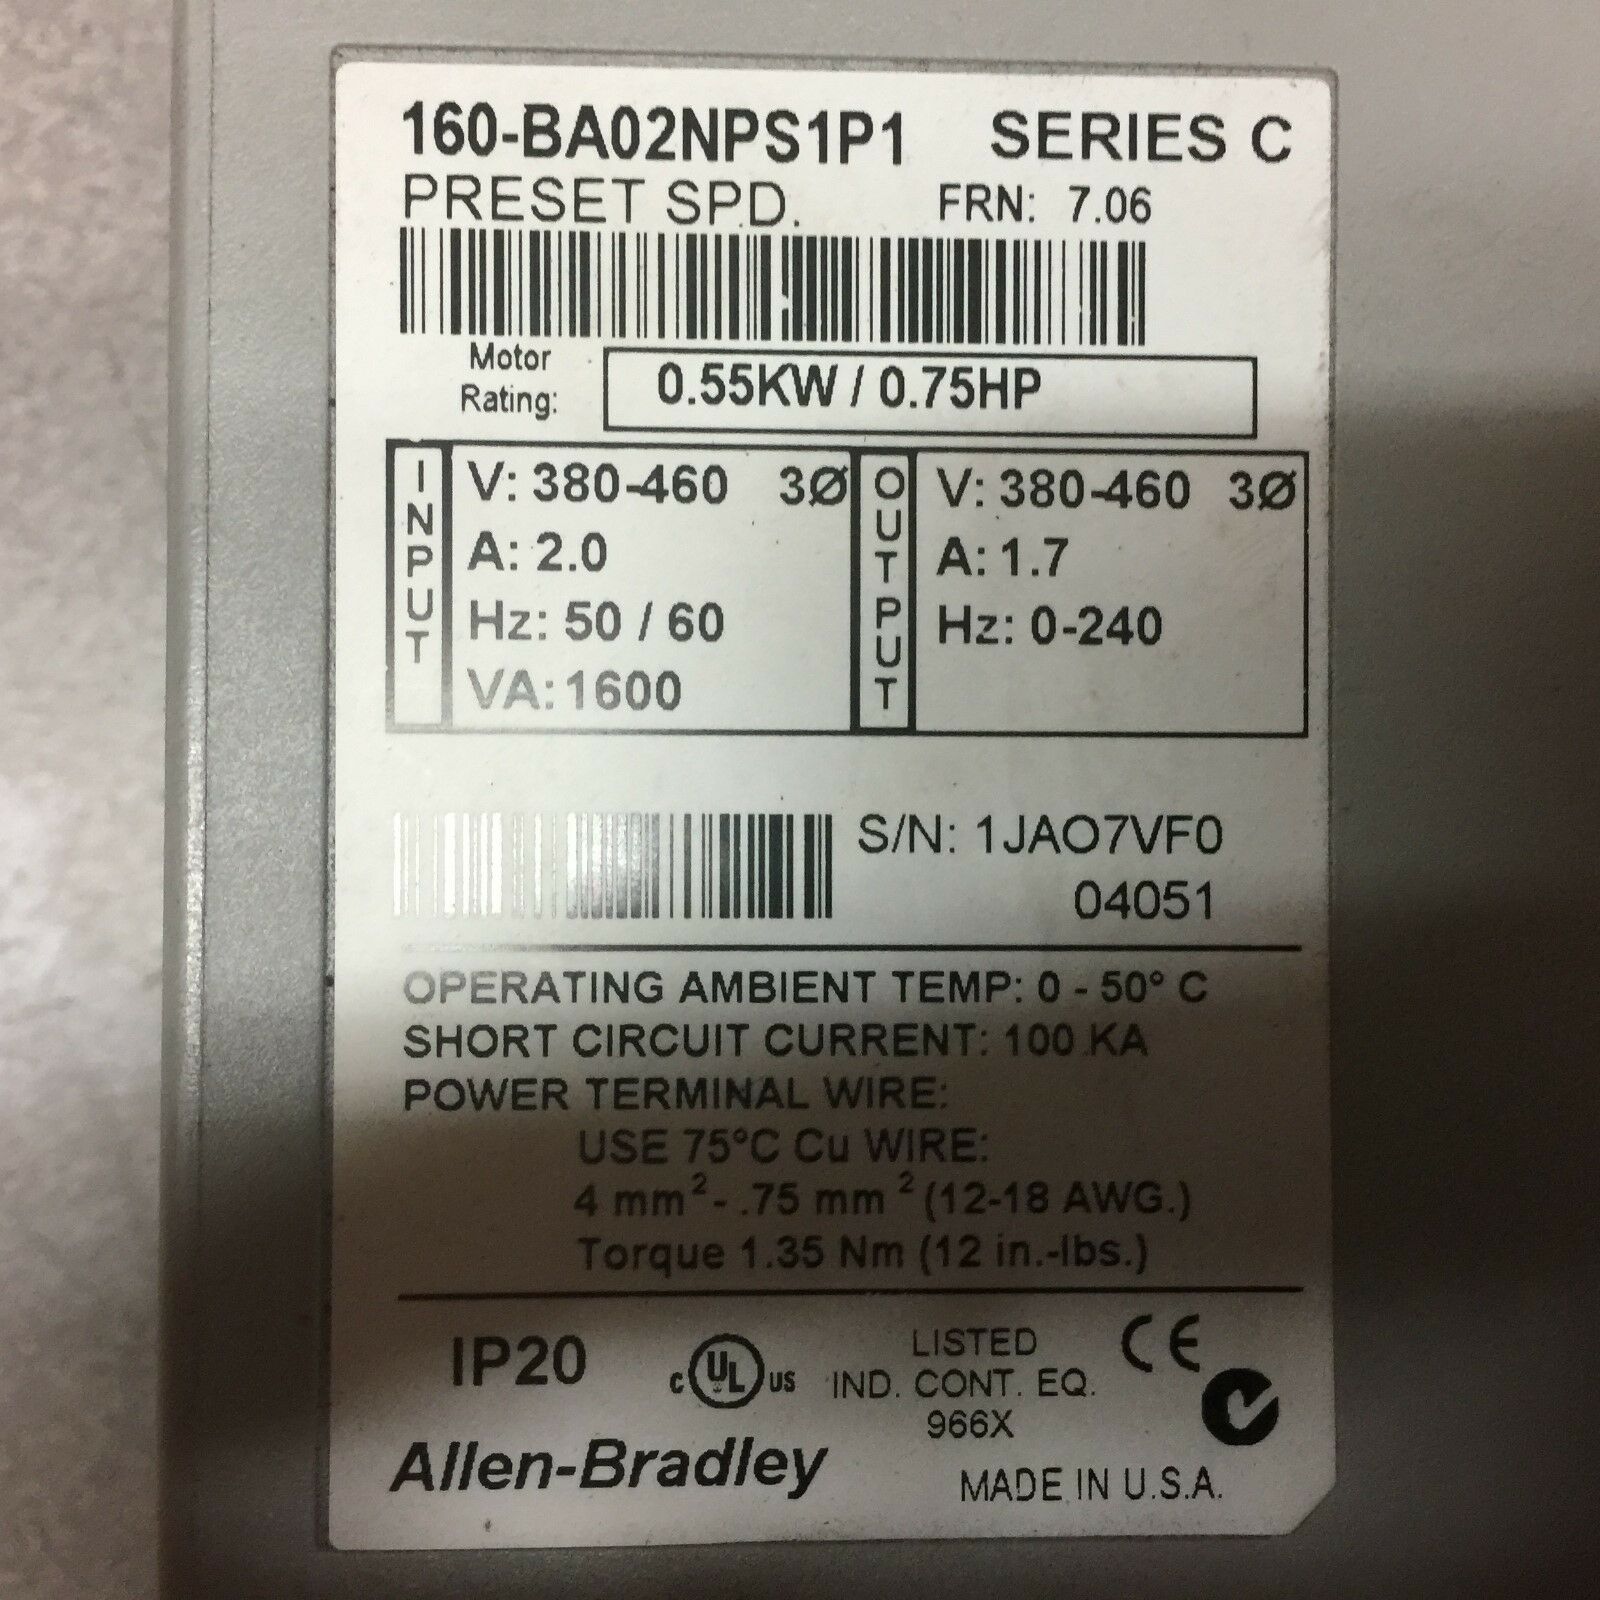 160-BA02NPS1P1 SERIES C
PRESET SPD. FRN: 7.06
Motor Rating: 0.55KW / 0.75HP
INPUT
V: 380-460 3Ø
A: 2.0
Hz: 50 / 60
VA: 1600
OUTPUT
V: 380-460 3Ø
A: 1.7
Hz: 0-240
S/N: 1JAO7VF0
04051
OPERATING AMBIENT TEMP: 0 - 50° C
SHORT CIRCUIT CURRENT: 100 KA
POWER TERMINAL WIRE:
USE 75°C Cu WIRE:
4 mm² - .75 mm² (12-18 AWG.)
Torque 1.35 Nm (12 in.-lbs.)
IP20
c UL us
LISTED
IND. CONT. EQ.
966X
CE
Allen-Bradley
MADE IN U.S.A.